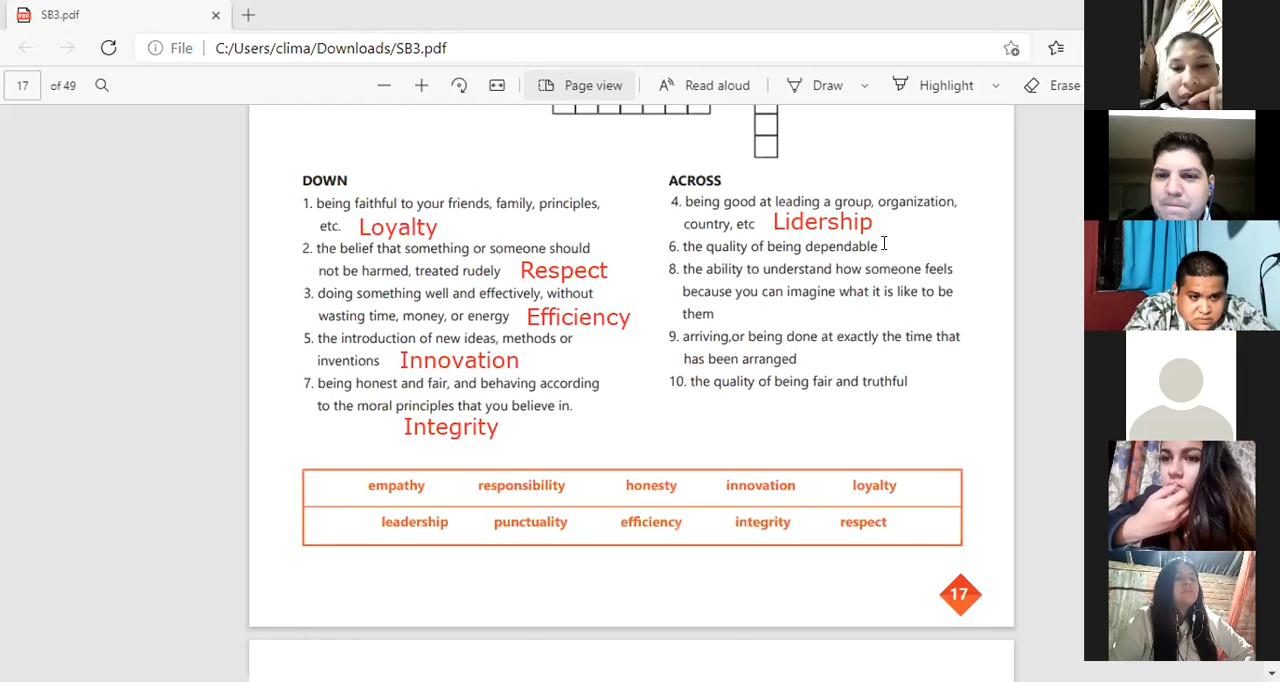 SB3.pdf
File C:/Users/clima/Downloads/SB3.pdf
17 of 49 Page view Read aloud Draw Highlight Erase
DOWN
1. being faithful to your friends, family, principles,
etc. Loyalty
2. the belief that something or someone should
not be harmed, treated rudely Respect
3. doing something well and effectively, without
wasting time, money, or energy Efficiency
5. the introduction of new ideas, methods or
inventions Innovation
7. being honest and fair, and behaving according
to the moral principles that you believe in.
Integrity
ACROSS
4. being good at leading a group, organization,
country, etc Lidership
6. the quality of being dependable
8. the ability to understand how someone feels
because you can imagine what it is like to be
them
9. arriving,or being done at exactly the time that
has been arranged
10. the quality of being fair and truthful
empathy responsibility honesty innovation loyalty
leadership punctuality efficiency integrity respect
17